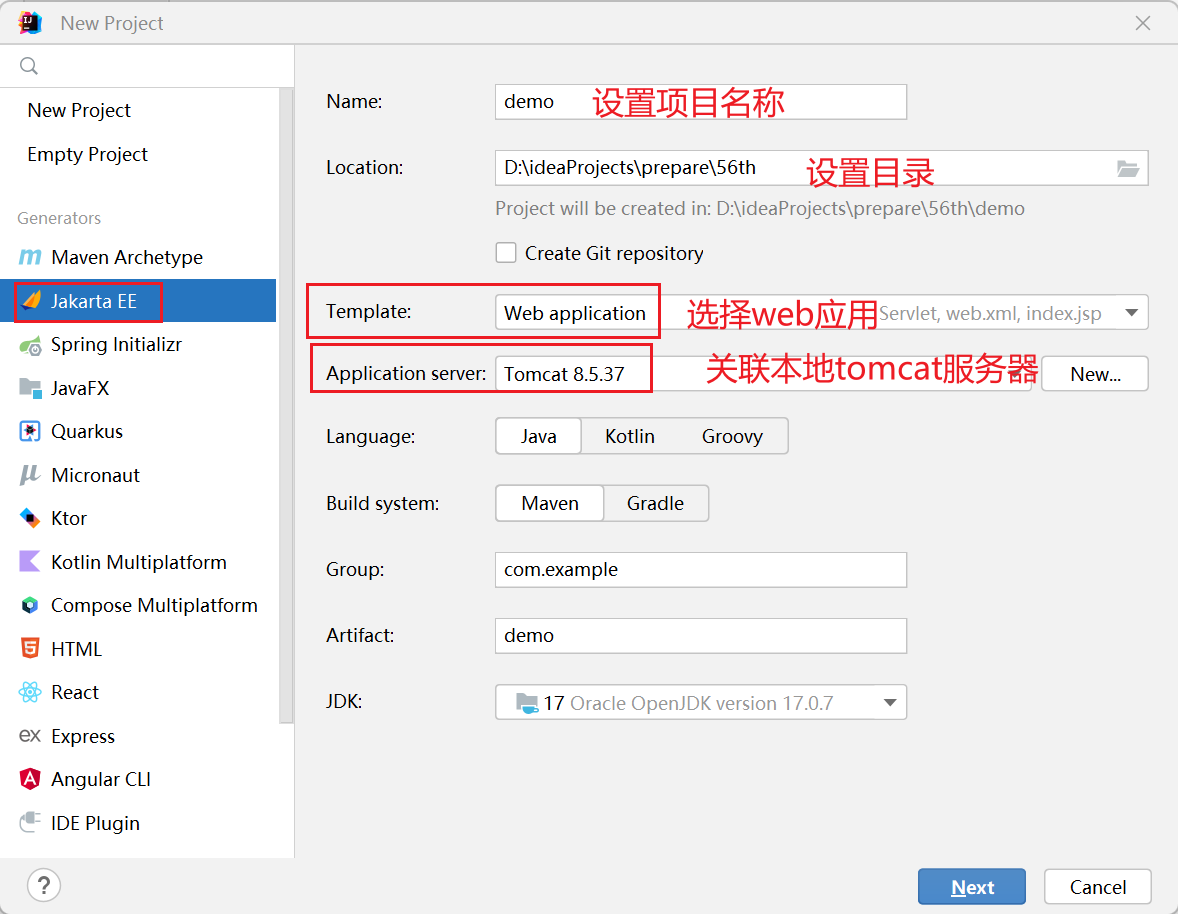 New Project
New Project
Empty Project
Generators
Maven Archetype
Jakarta EE
Spring Initializr
JavaFX
Quarkus
Micronaut
Ktor
Kotlin Multiplatform
Compose Multiplatform
HTML
React
ex Express
Angular CLI
IDE Plugin
Name: demo 设置项目名称
Location: D:\ideaProjects\prepare\56th 设置目录
Project will be created in: D:\ideaProjects\prepare\56th\demo
Create Git repository
Template: Web application 选择web应用 Servlet, web.xml, index.jsp
Application server: Tomcat 8.5.37 关联本地tomcat服务器 New...
Language: Java Kotlin Groovy
Build system: Maven Gradle
Group: com.example
Artifact: demo
JDK: 17 Oracle OpenJDK version 17.0.7
? Next Cancel